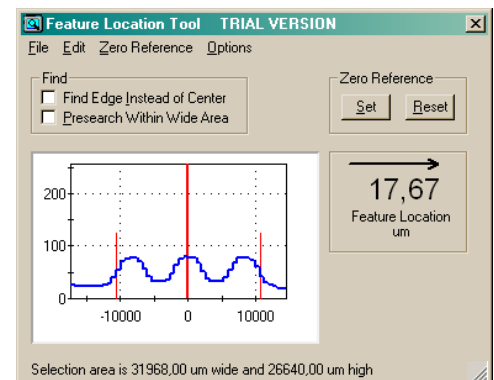 Feature Location Tool TRIAL VERSION
File Edit Zero Reference Options
Find
Find Edge Instead of Center
Presearch Within Wide Area
Zero Reference
Set Reset
200
100
0
-10000 0 10000
17,67
Feature Location
um
Selection area is 31968,00 um wide and 26640,00 um high